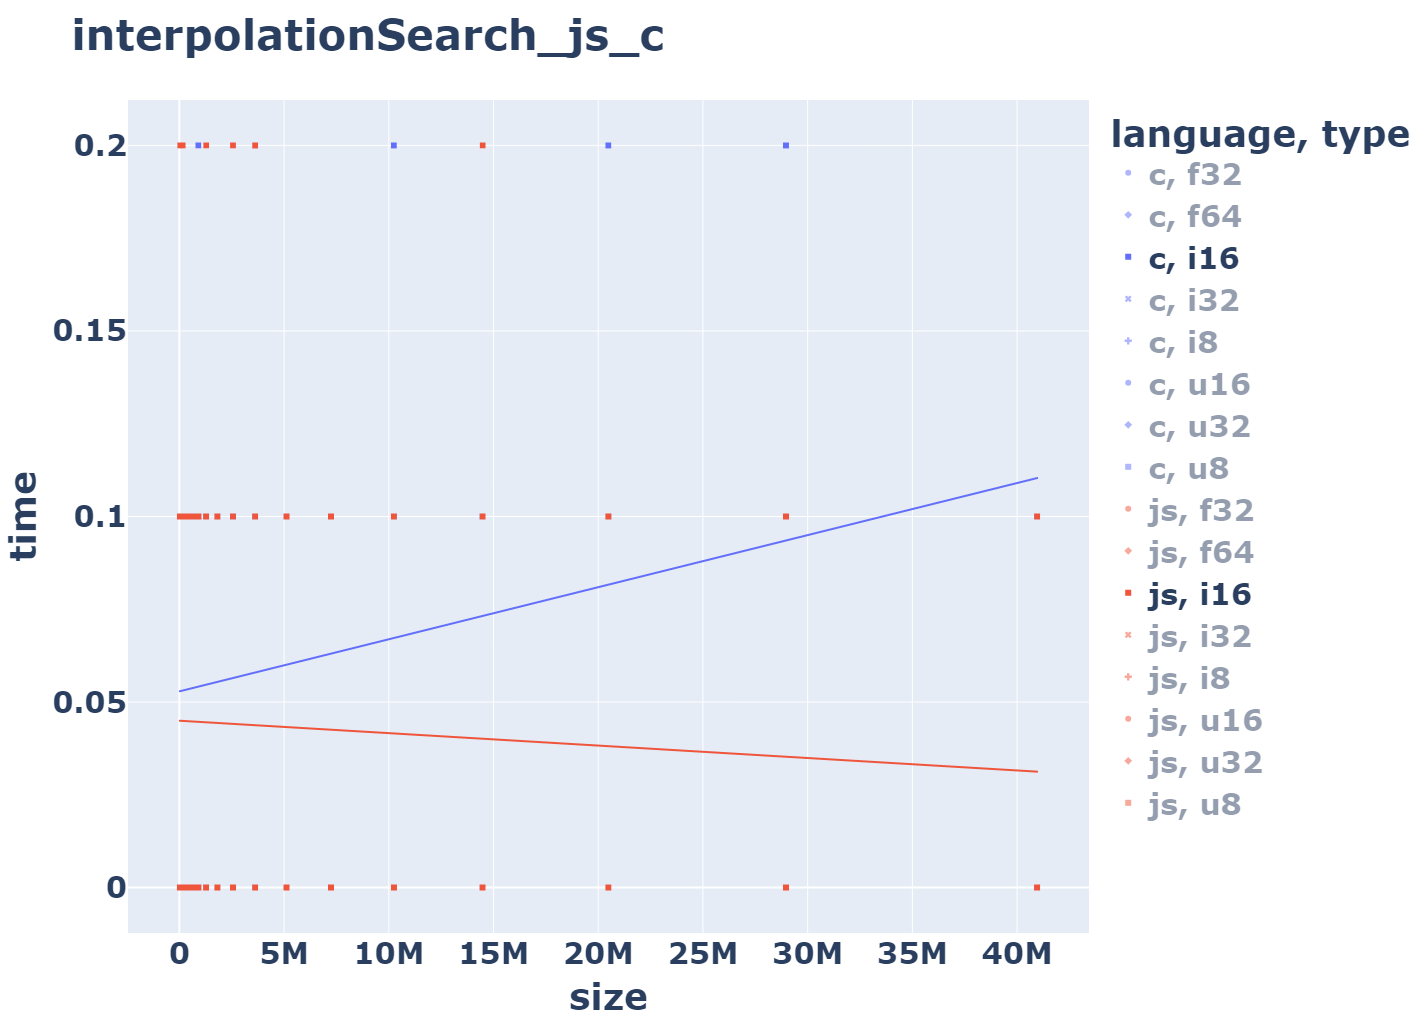 interpolationSearch_js_c
0.2
0.15
0.1
0.05
0
time
0
5M
10M
15M
20M
25M
30M
35M
40M
size
language, type
c, f32
c, f64
c, i16
c, i32
c, i8
c, u16
c, u32
c, u8
js, f32
js, f64
js, i16
js, i32
js, i8
js, u16
js, u32
js, u8